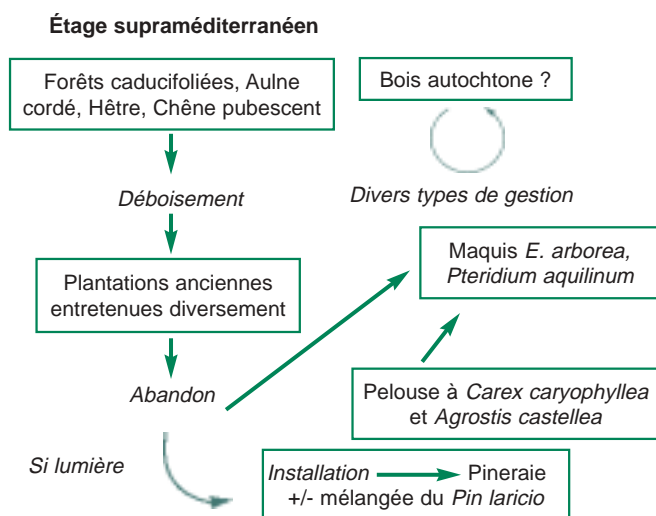 Étage supraméditerranéen
Forêts caducifoliées, Aulne
cordé, Hêtre, Chêne pubescent
Bois autochtone ?
Déboisement
Divers types de gestion
Plantations anciennes
entretenues diversement
Maquis E. arborea,
Pteridium aquilinum
Abandon
Pelouse à Carex caryophyllea
et Agrostis castellea
Si lumière
Installation Pineraie
+/- mélangée du Pin laricio